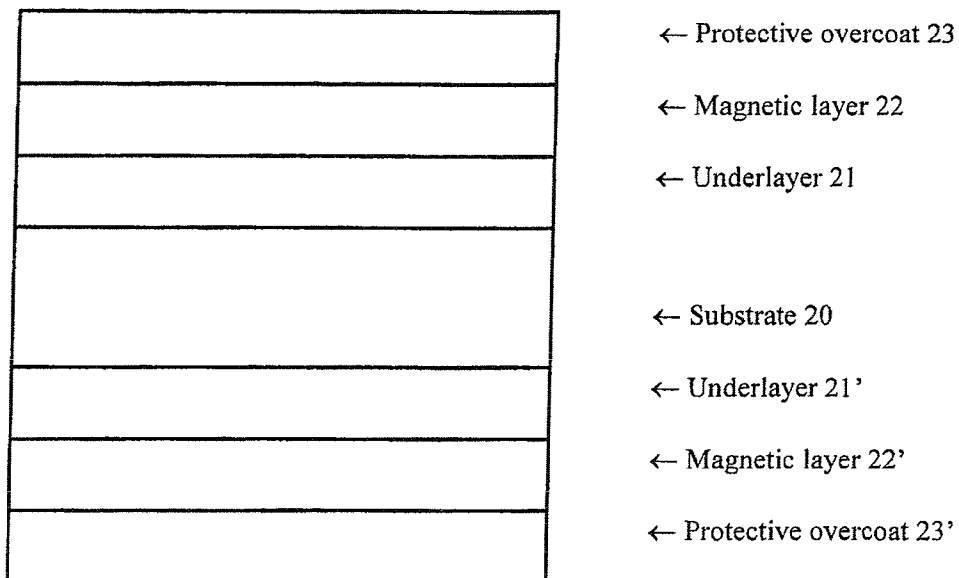 ← Protective overcoat 23
← Magnetic layer 22
← Underlayer 21
← Substrate 20
← Underlayer 21’
← Magnetic layer 22’
← Protective overcoat 23’